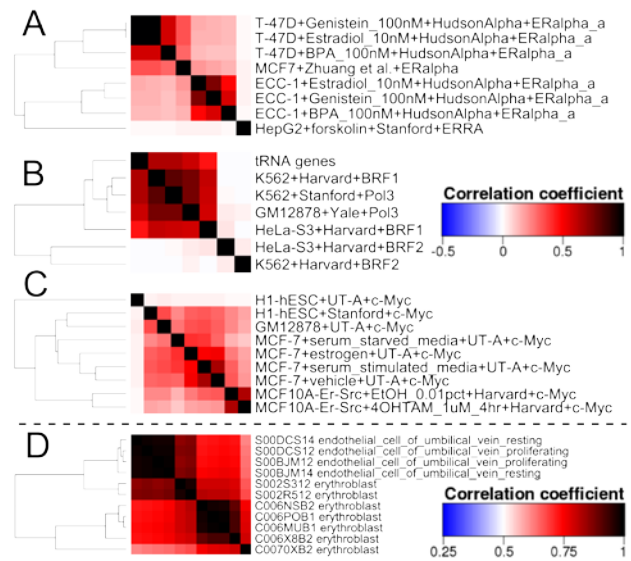 A
T-47D+Genistein_100nM+HudsonAlpha+ERalpha_a
T-47D+Estradiol_10nM+HudsonAlpha+ERalpha_a
T-47D+BPA_100nM+HudsonAlpha+ERalpha_a
MCF7+Zhuang et al.+ERalpha
ECC-1+Estradiol_10nM+HudsonAlpha+ERalpha_a
ECC-1+Genistein_100nM+HudsonAlpha+ERalpha_a
ECC-1+BPA_100nM+HudsonAlpha+ERalpha_a
HepG2+forskolin+Stanford+ERRA
B
tRNA genes
K562+Harvard+BRF1
K562+Stanford+Pol3
GM12878+Yale+Pol3
HeLa-S3+Harvard+BRF1
HeLa-S3+Harvard+BRF2
K562+Harvard+BRF2
Correlation coefficient
-0.5 0 0.5 1
C
H1-hESC+UT-A+c-Myc
H1-hESC+Stanford+c-Myc
GM12878+UT-A+c-Myc
MCF-7+serum_starved_media+UT-A+c-Myc
MCF-7+estrogen+UT-A+c-Myc
MCF-7+serum_stimulated_media+UT-A+c-Myc
MCF-7+vehicle+UT-A+c-Myc
MCF10A-Er-Src+EtOH_0.01pct+Harvard+c-Myc
MCF10A-Er-Src+4OHTAM_1uM_4hr+Harvard+c-Myc
D
S00DCS14 endothelial_cell_of_umbilical_vein_resting
S00DCS12 endothelial_cell_of_umbilical_vein_proliferating
S00BJM12 endothelial_cell_of_umbilical_vein_proliferating
S00BJM14 endothelial_cell_of_umbilical_vein_resting
S002S312 erythroblast
S002R512 erythroblast
C006NSB2 erythroblast
C006POB1 erythroblast
C006MUB1 erythroblast
C006X8B2 erythroblast
C0070XB2 erythroblast
Correlation coefficient
0.25 0.5 0.75 1